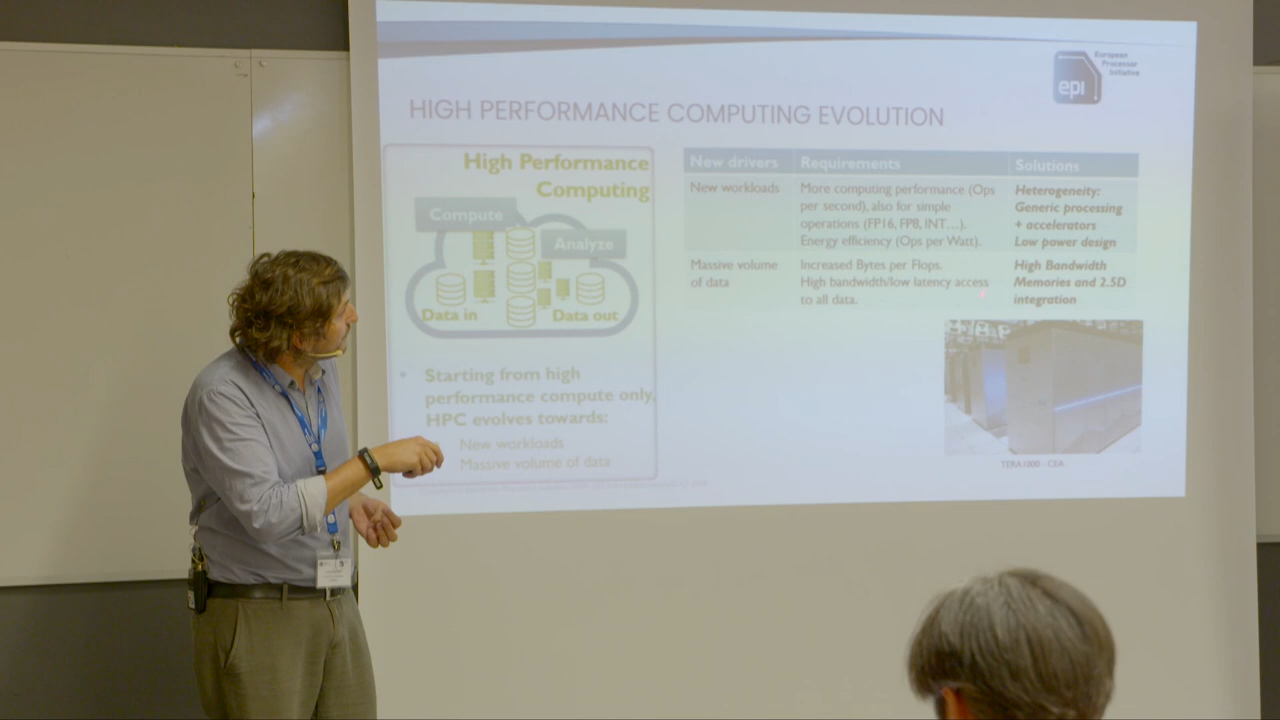 European
Processor
Initiative
epi
HIGH PERFORMANCE COMPUTING EVOLUTION
High Performance
Computing
Compute
Analyze
Data in
Data out
• Starting from high
performance compute only,
HPC evolves towards:
New workloads
Massive volume of data
New drivers Requirements Solutions
New workloads
More computing performance (Ops
per second), also for simple
operations (FP16, FP8, INT…).
Energy efficiency (Ops per Watt).
Heterogeneity:
Generic processing
+ accelerators
Low power design
Massive volume
of data
Increased Bytes per Flops.
High bandwidth/low latency access
to all data.
High Bandwidth
Memories and 2.5D
integration
TERA1000 - CEA